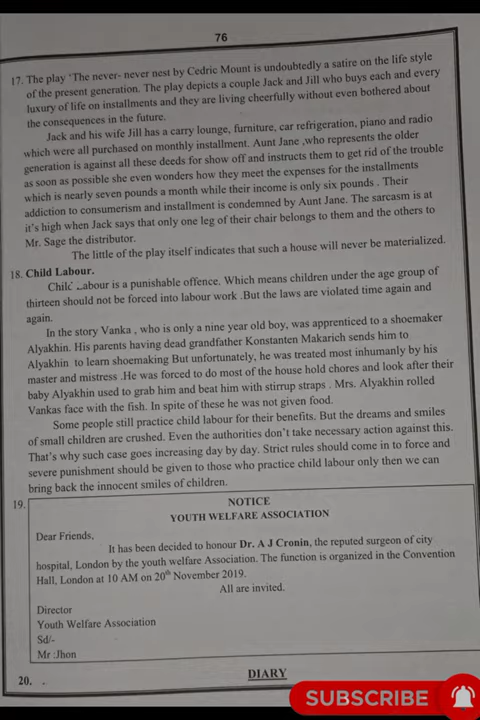 76
17. The play 'The never- never nest by Cedric Mount is undoubtedly a satire on the life style
of the present generation. The play depicts a couple Jack and Jill who buys each and every
luxury of life on installments and they are living cheerfully without even bothered about
the consequences in the future.
Jack and his wife Jill has a carry lounge, furniture, car refrigeration, piano and radio
which were all purchased on monthly installment. Aunt Jane ,who represents the older
generation is against all these deeds for show off and instructs them to get rid of the trouble
as soon as possible she even wonders how they meet the expenses for the installments
which is nearly seven pounds a month while their income is only six pounds . Their
addiction to consumerism and installment is condemned by Aunt Jane. The sarcasm is at
it's high when Jack says that only one leg of their chair belongs to them and the others to
Mr. Sage the distributor.
The little of the play itself indicates that such a house will never be materialized.
18. Child Labour.
Child Labour is a punishable offence. Which means children under the age group of
thirteen should not be forced into labour work .But the laws are violated time again and
again.
In the story Vanka , who is only a nine year old boy, was apprenticed to a shoemaker
Alyakhin. His parents having dead grandfather Konstanten Makarich sends him to
Alyakhin to learn shoemaking But unfortunately, he was treated most inhumanly by his
master and mistress .He was forced to do most of the house hold chores and look after their
baby Alyakhin used to grab him and beat him with stirrup straps . Mrs. Alyakhin rolled
Vankas face with the fish. In spite of these he was not given food.
Some people still practice child labour for their benefits. But the dreams and smiles
of small children are crushed. Even the authorities don't take necessary action against this.
That's why such case goes increasing day by day. Strict rules should come in to force and
severe punishment should be given to those who practice child labour only then we can
bring back the innocent smiles of children.
19.
NOTICE
YOUTH WELFARE ASSOCIATION
Dear Friends,
It has been decided to honour Dr. A J Cronin, the reputed surgeon of city
hospital, London by the youth welfare Association. The function is organized in the Convention
Hall, London at 10 AM on 20th November 2019.
All are invited.
Director
Youth Welfare Association
Sd/-
Mr :Jhon
20.
DIARY
SUBSCRIBE